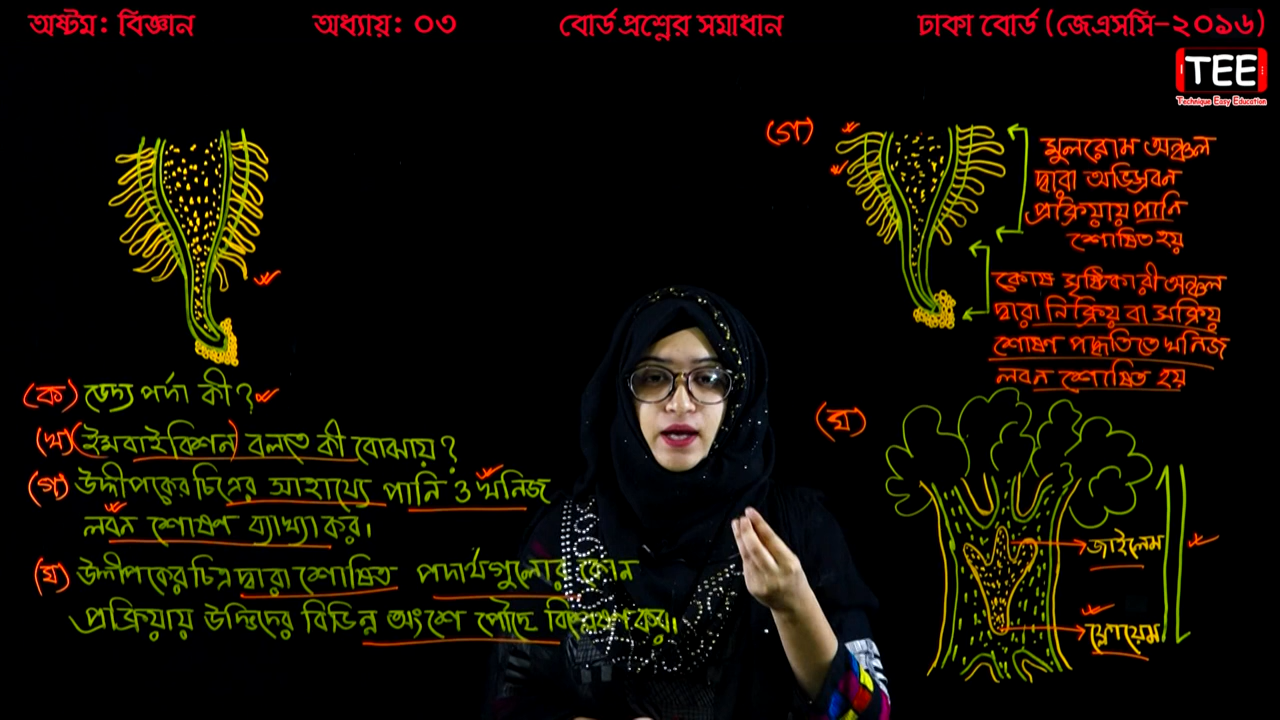 অষ্টম: বিজ্ঞান
অধ্যায়: ০৩
বোর্ড প্রশ্নের সমাধান
ঢাকা বোর্ড (জেএসসি-২০১৬)
TEE
Technique Easy Education
(ক) ভেদ্য পর্দা কী?
(খ) (ইমবাইবিশন) বলতে কী বোঝায়?
(গ) উদ্দীপকের চিত্রের সাহায্যে পানি ও খনিজ
লবন শোষণ ব্যাখ্যা কর।
(ঘ) উদ্দীপকের চিত্র দ্বারা শোষিত পদার্থগুলোর কোন
প্রক্রিয়ায় উদ্ভিদের বিভিন্ন অংশে পৌছে বিশ্লেষণ কর।
(গ)
মুলরোম অঞ্চল
দ্বারা অভিস্রবন
প্রক্রিয়ায় পানি
শোষিত হয়
কোষ সৃষ্টিকারী অঞ্চল
দ্বারা নিষ্ক্রিয় বা সক্রিয়
শোষণ পদ্ধতিতে খনিজ
লবন শোষিত হয়
(ঘ)
জাইলেম
ফ্লোয়েম